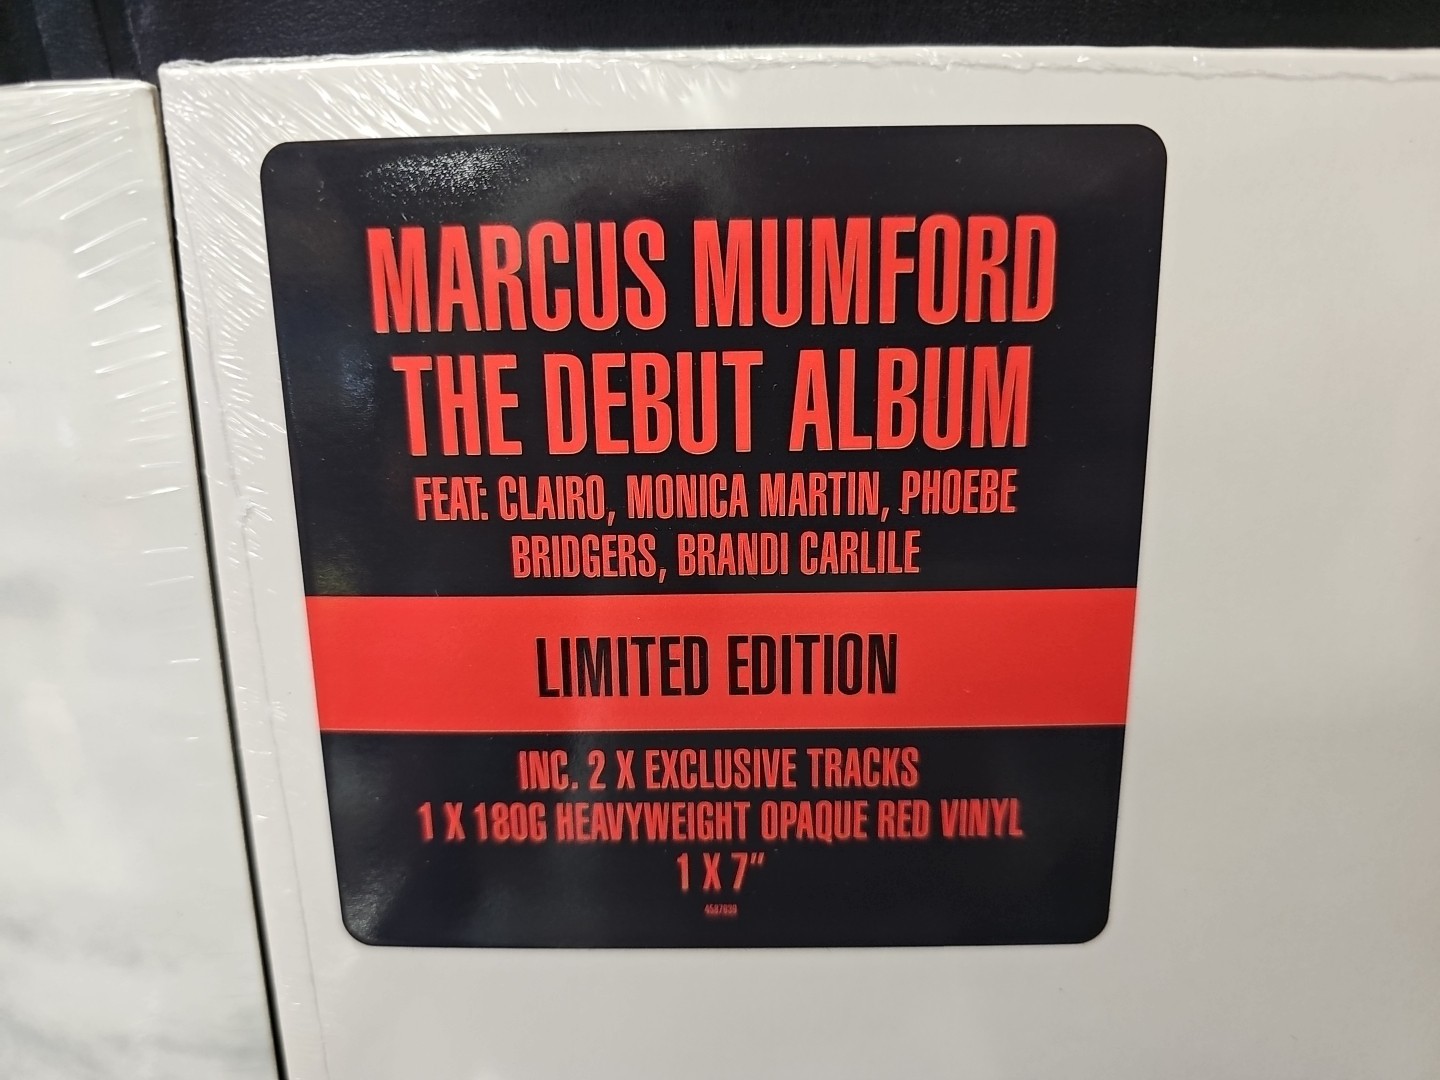 MARCUS MUMFORD
THE DEBUT ALBUM
FEAT: CLAIRO, MONICA MARTIN, PHOEBE
BRIDGERS, BRANDI CARLILE
LIMITED EDITION
INC. 2 X EXCLUSIVE TRACKS
1 X 180G HEAVYWEIGHT OPAQUE RED VINYL
1 X 7"